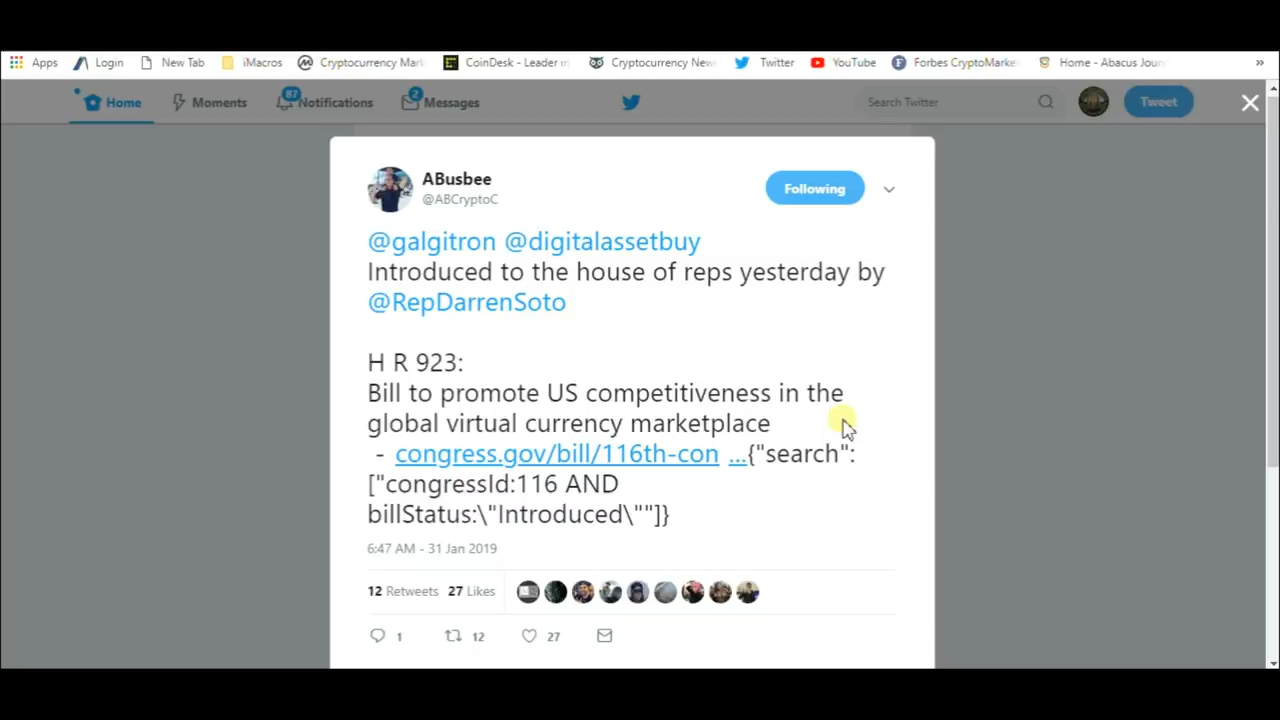 Apps Login New Tab iMacros Cryptocurrency Mark CoinDesk - Leader in Cryptocurrency New Twitter YouTube Forbes CryptoMarke Home - Abacus Jour »
Home Moments 87 Notifications 2 Messages Search Twitter Tweet
ABusbee
@ABCryptoC
Following
@galgitron @digitalassetbuy
Introduced to the house of reps yesterday by
@RepDarrenSoto
H R 923:
Bill to promote US competitiveness in the
global virtual currency marketplace
- congress.gov/bill/116th-con …{"search":
["congressId:116 AND
billStatus:\"Introduced\""]}
6:47 AM - 31 Jan 2019
12 Retweets 27 Likes
1 12 27